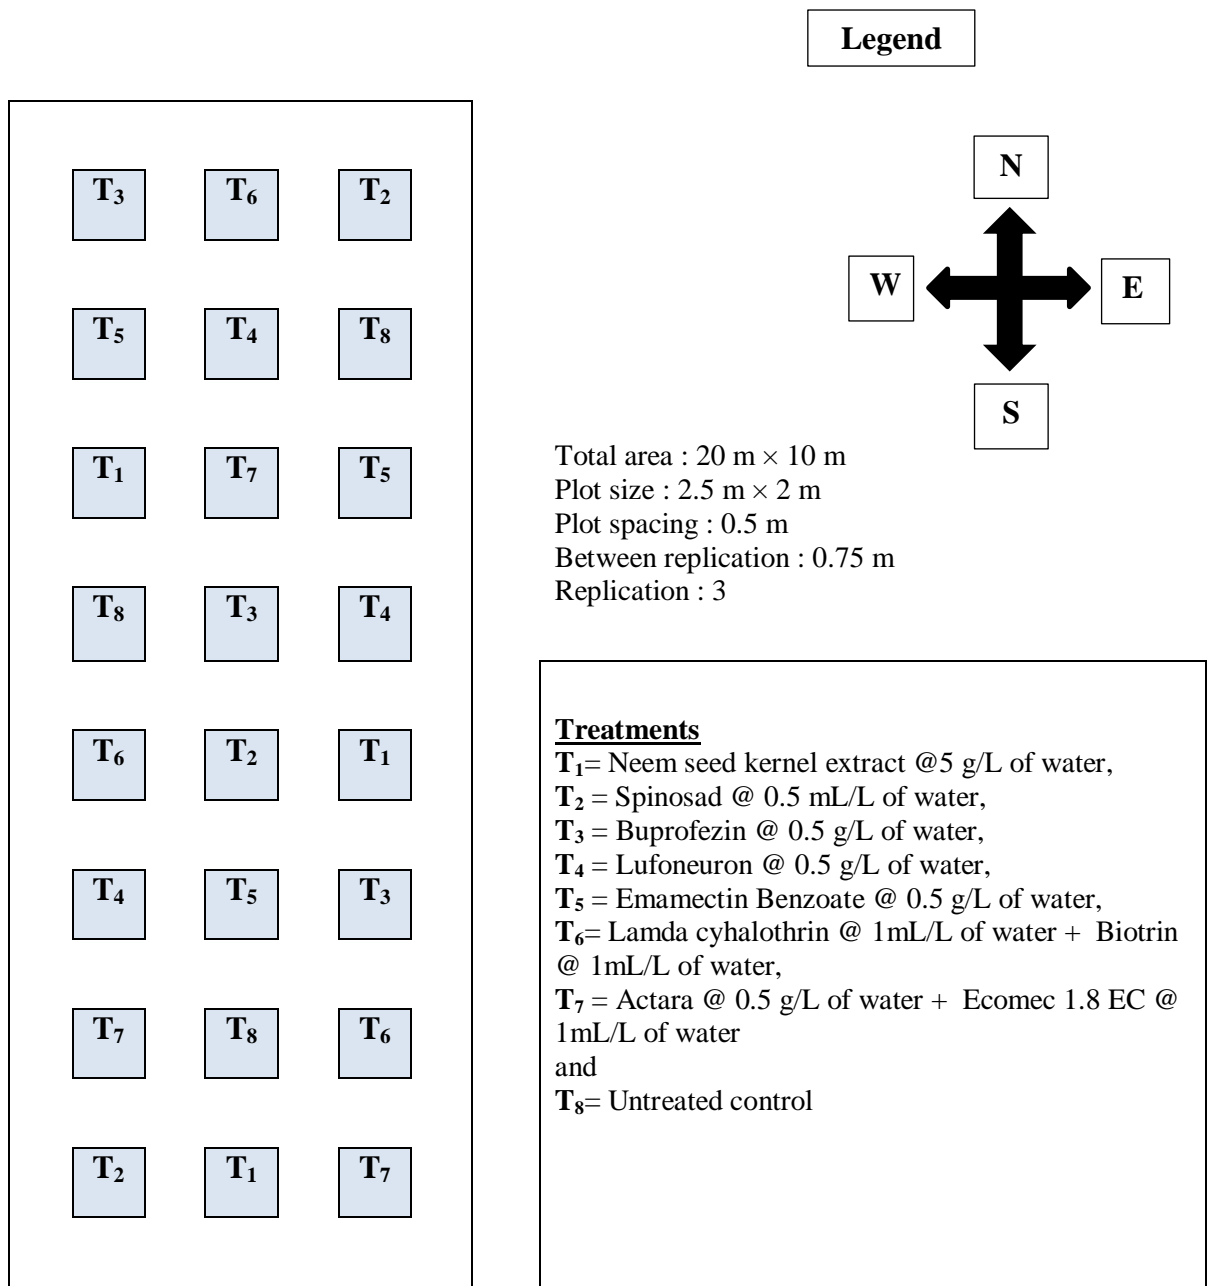 Legend
N
W E
S
T3 T6 T2
T5 T4 T8
T1 T7 T5
T8 T3 T4
T6 T2 T1
T4 T5 T3
T7 T8 T6
T2 T1 T7
Total area : 20 m × 10 m
Plot size : 2.5 m × 2 m
Plot spacing : 0.5 m
Between replication : 0.75 m
Replication : 3
Treatments
T1= Neem seed kernel extract @5 g/L of water,
T2 = Spinosad @ 0.5 mL/L of water,
T3 = Buprofezin @ 0.5 g/L of water,
T4 = Lufoneuron @ 0.5 g/L of water,
T5 = Emamectin Benzoate @ 0.5 g/L of water,
T6= Lamda cyhalothrin @ 1mL/L of water + Biotrin
@ 1mL/L of water,
T7 = Actara @ 0.5 g/L of water + Ecomec 1.8 EC @
1mL/L of water
and
T8= Untreated control